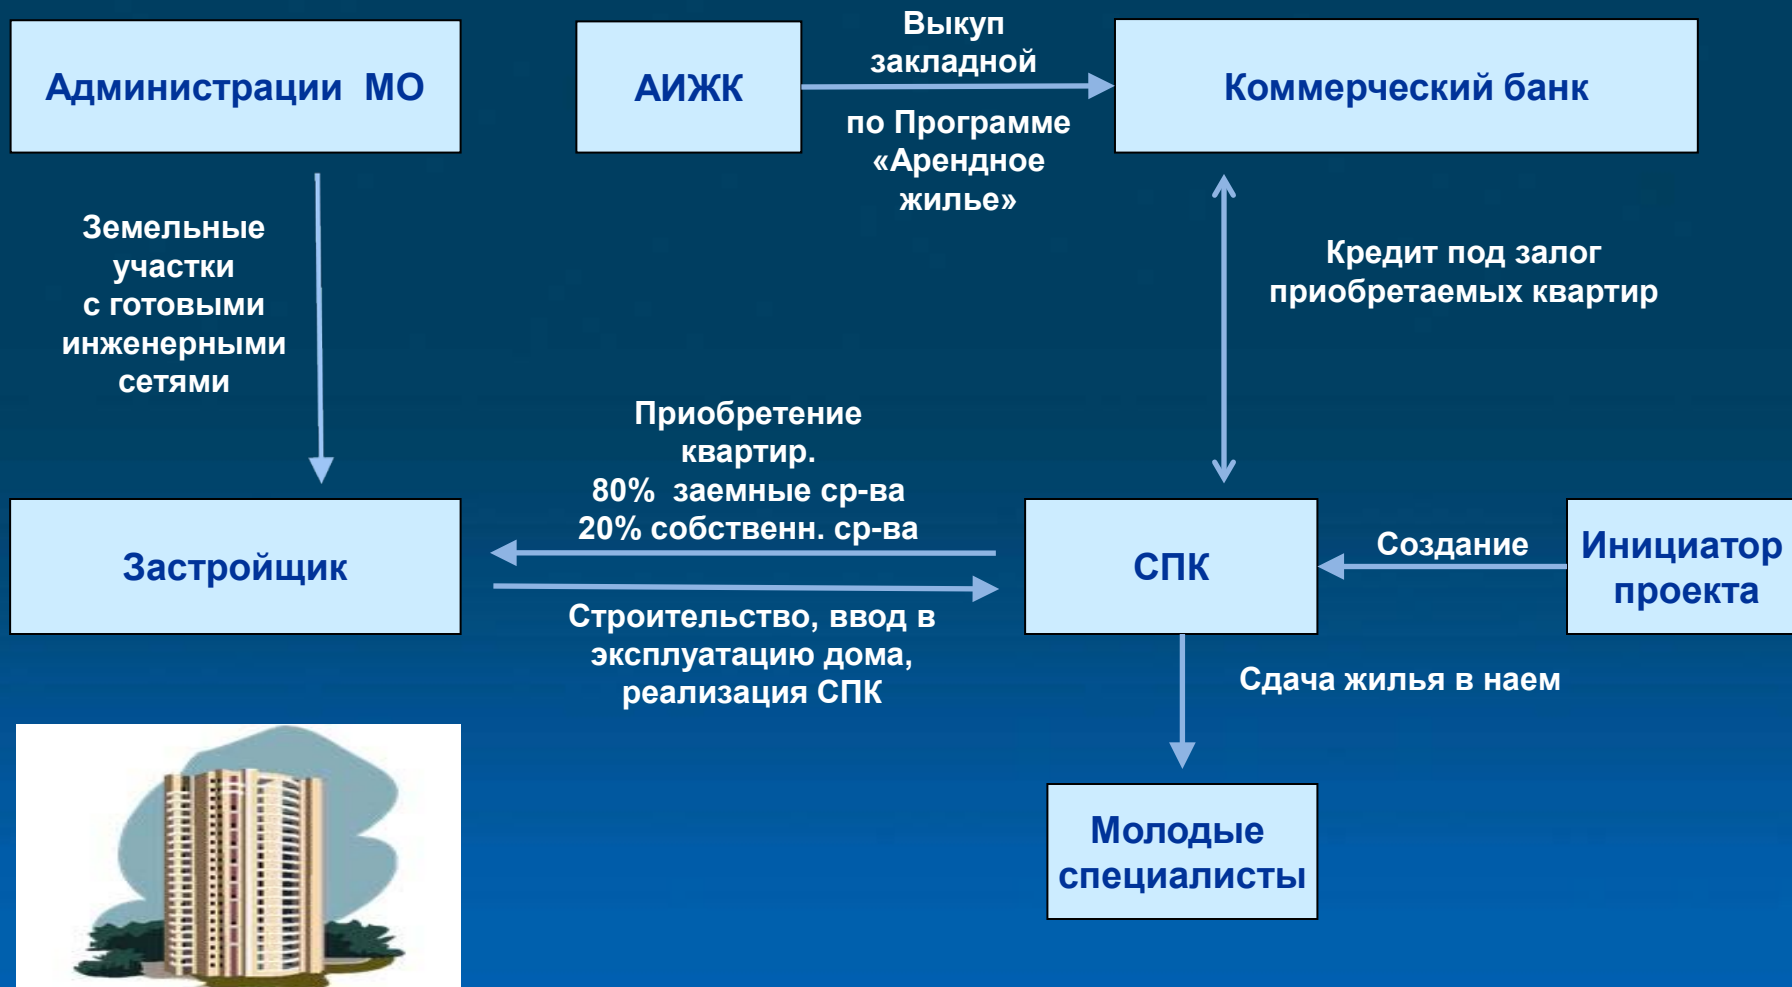 Администрации МО
АИЖК
Выкуп
закладной
по Программе
«Арендное
жилье»
Коммерческий банк
Земельные
участки
с готовыми
инженерными
сетями
Кредит под залог
приобретаемых квартир
Приобретение
квартир.
80% заемные ср-ва
20% собственн. ср-ва
Застройщик
Строительство, ввод в
эксплуатацию дома,
реализация СПК
СПК
Создание
Инициатор
проекта
Сдача жилья в наем
Молодые
специалисты